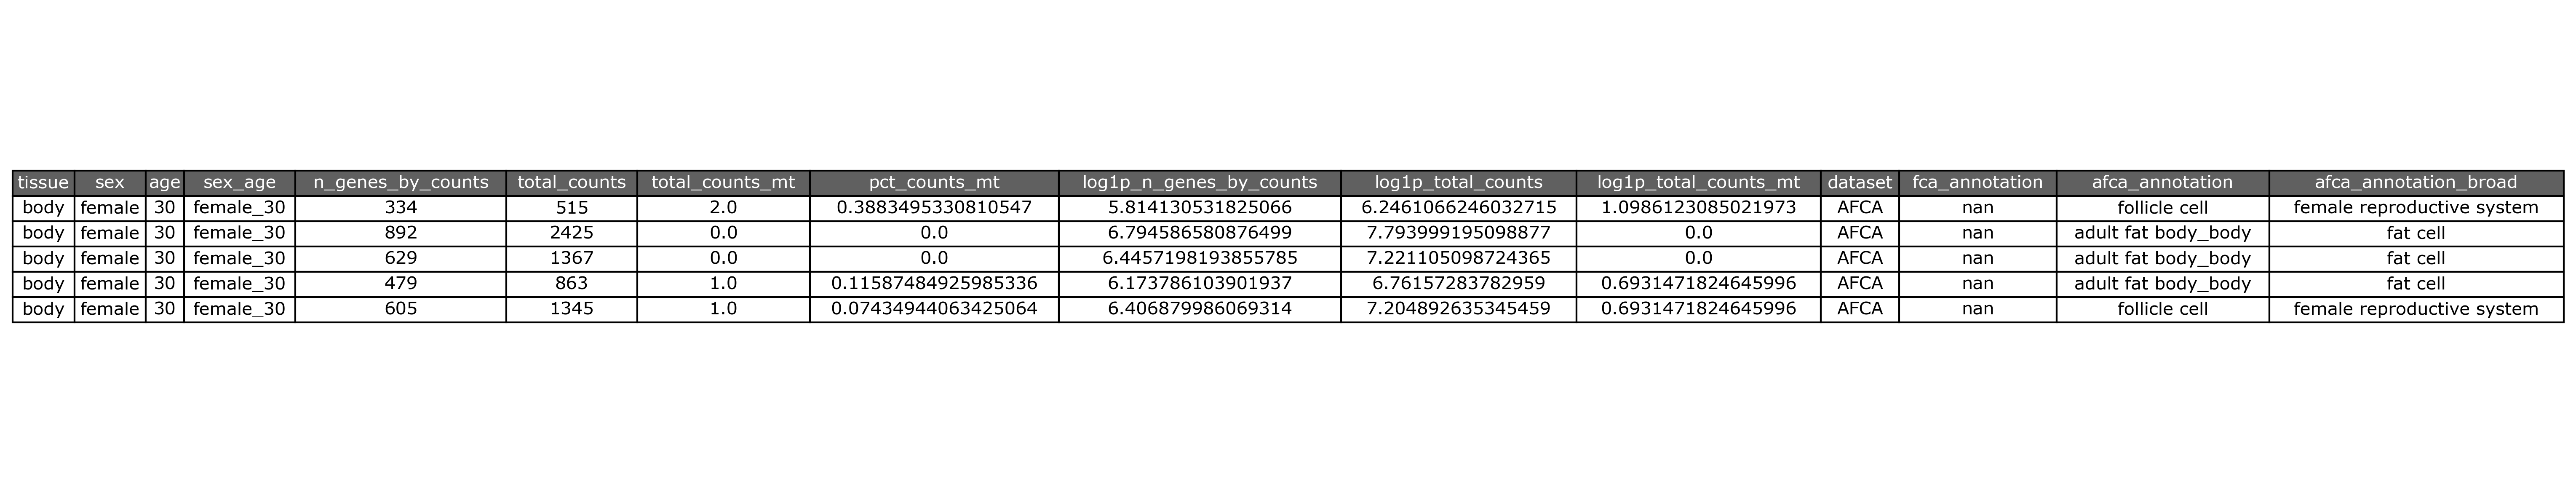 tissue sex age sex_age n_genes_by_counts total_counts total_counts_mt pct_counts_mt log1p_n_genes_by_counts log1p_total_counts log1p_total_counts_mt dataset fca_annotation afca_annotation afca_annotation_broad
body female 30 female_30 334 515 2.0 0.3883495330810547 5.814130531825066 6.2461066246032715 1.0986123085021973 AFCA nan follicle cell female reproductive system
body female 30 female_30 892 2425 0.0 0.0 6.794586580876499 7.793999195098877 0.0 AFCA nan adult fat body_body fat cell
body female 30 female_30 629 1367 0.0 0.0 6.4457198193855785 7.221105098724365 0.0 AFCA nan adult fat body_body fat cell
body female 30 female_30 479 863 1.0 0.11587484925985336 6.173786103901937 6.76157283782959 0.6931471824645996 AFCA nan adult fat body_body fat cell
body female 30 female_30 605 1345 1.0 0.07434944063425064 6.406879986069314 7.204892635345459 0.6931471824645996 AFCA nan follicle cell female reproductive system